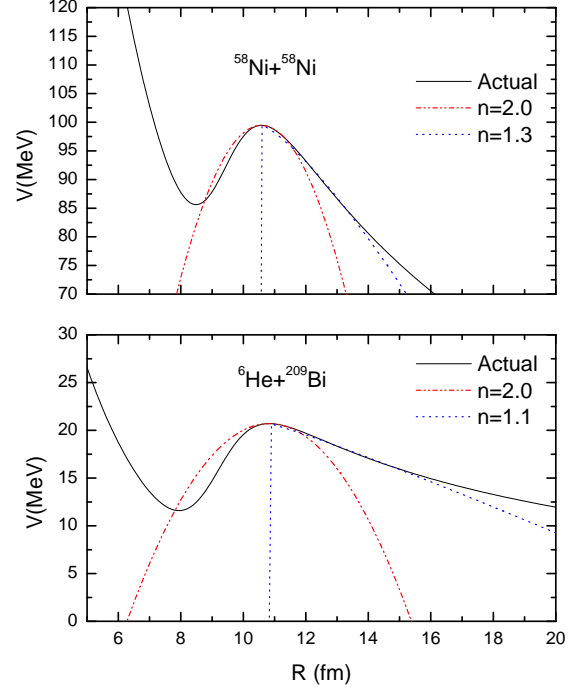 120
115
110
105
100
95
90
85
80
75
70
V(MeV)
⁵⁸Ni+⁵⁸Ni
Actual
n=2.0
n=1.3
30
25
20
15
10
5
0
V(MeV)
⁶He+²⁰⁹Bi
Actual
n=2.0
n=1.1
6 8 10 12 14 16 18 20
R (fm)